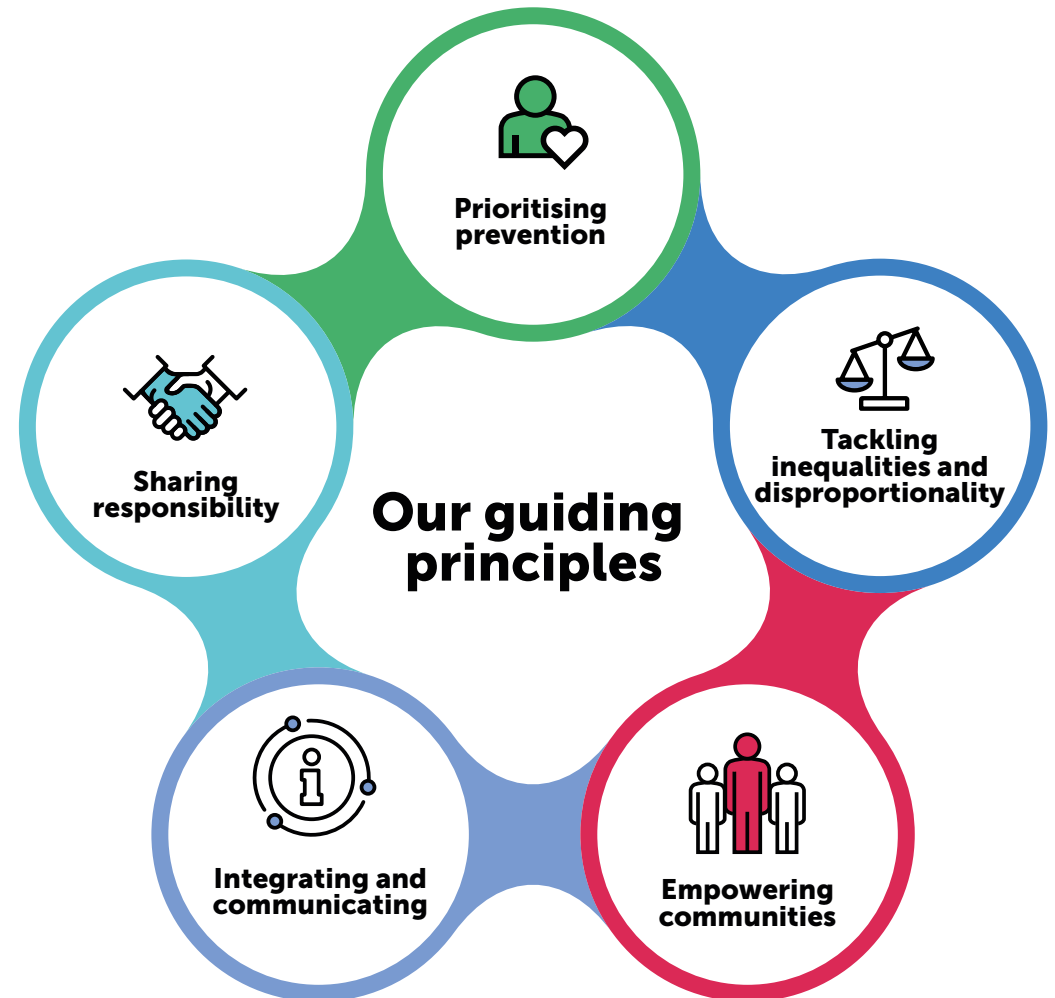 Prioritising
prevention
Tackling
inequalities and
disproportionality
Sharing
responsibility
Our guiding
principles
Integrating and
communicating
Empowering
communities